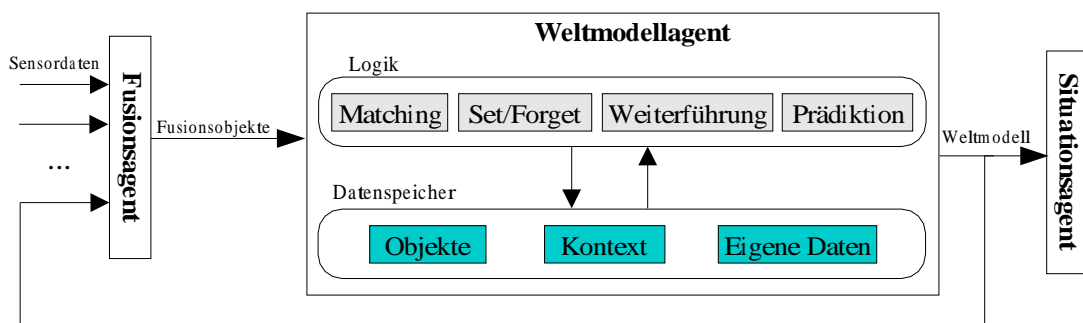 Sensordaten
...
Fusionsagent
Fusionsobjekte
Weltmodellagent
Logik
Matching
Set/Forget
Weiterführung
Prädiktion
Datenspeicher
Objekte
Kontext
Eigene Daten
Weltmodell
Situationsagent